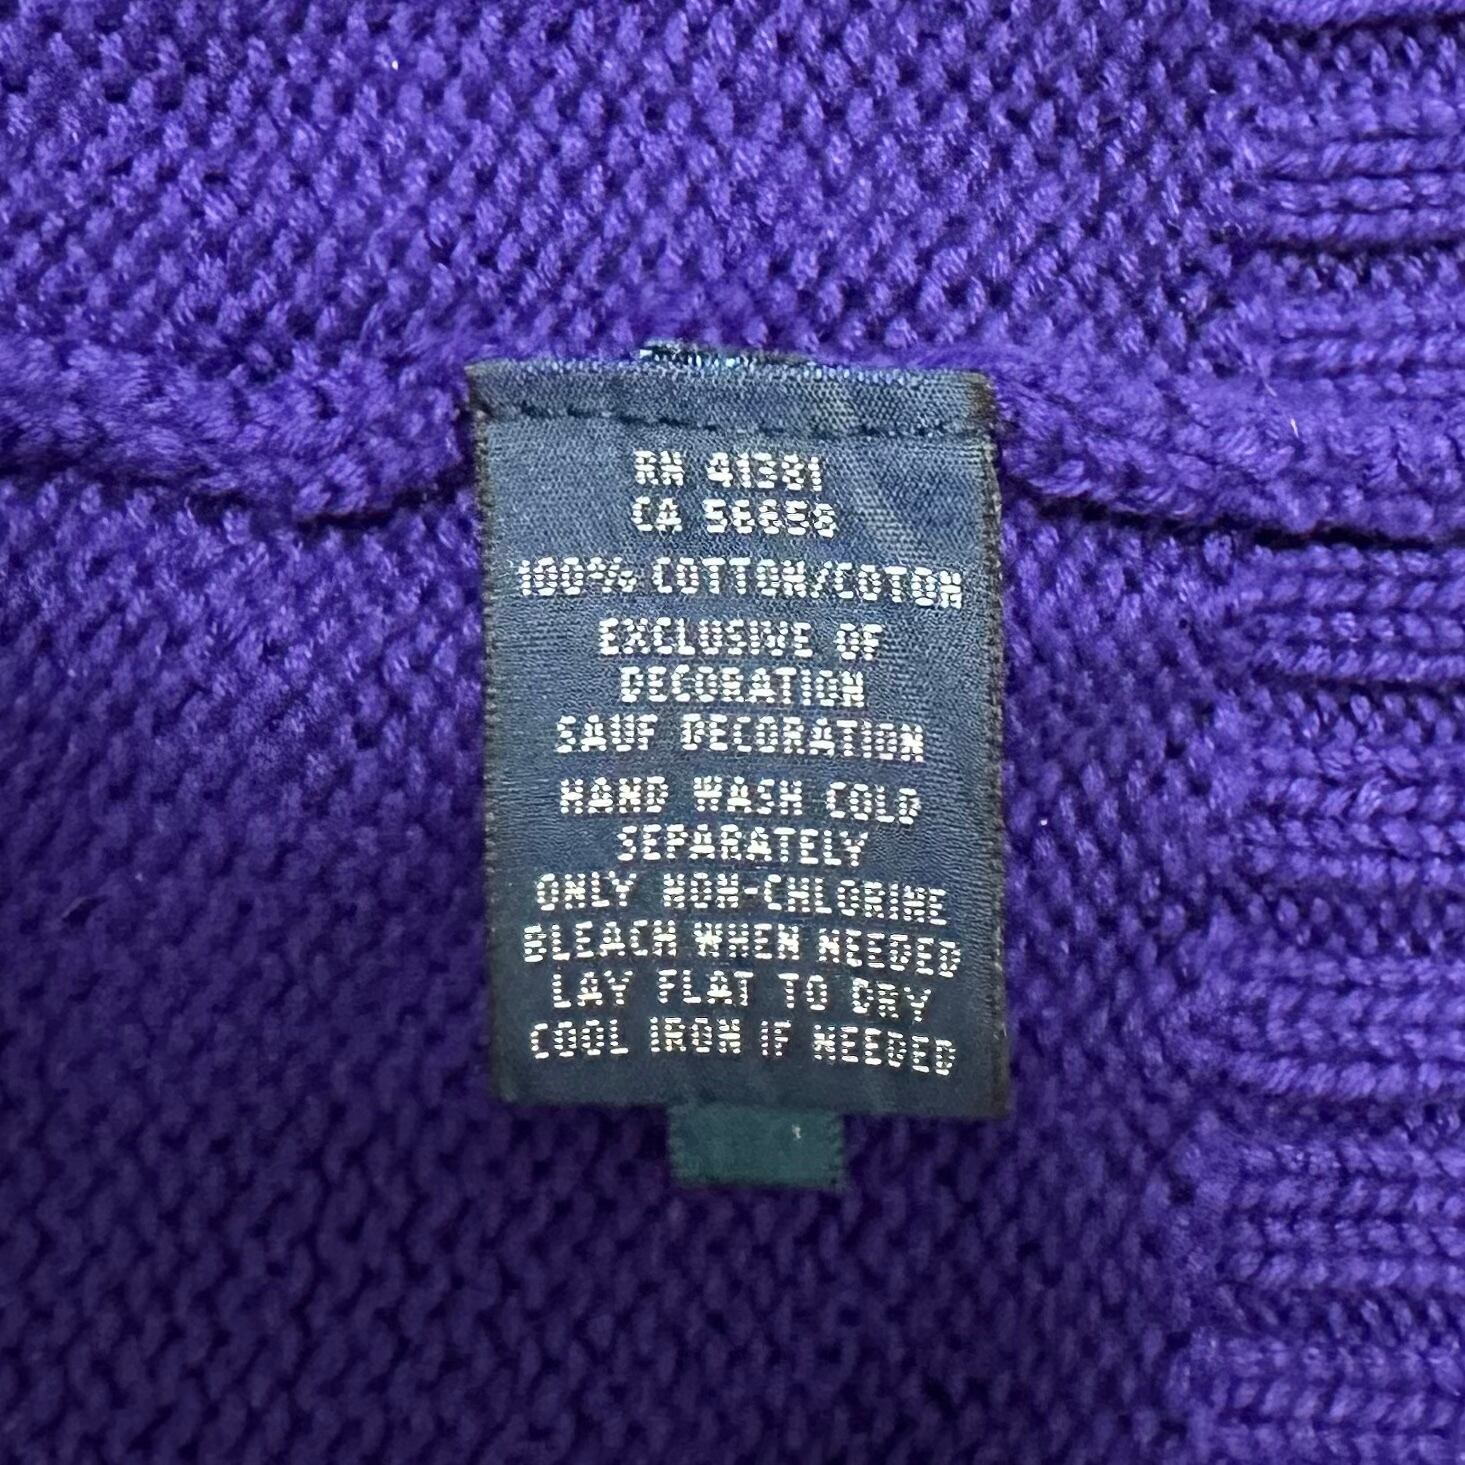 RN 41381
CA 56658
100% COTTON/COTON
EXCLUSIVE OF
DECORATION
SAUF DECORATION
HAND WASH COLD
SEPARATELY
ONLY NON-CHLORINE
BLEACH WHEN NEEDED
LAY FLAT TO DRY
COOL IRON IF NEEDED